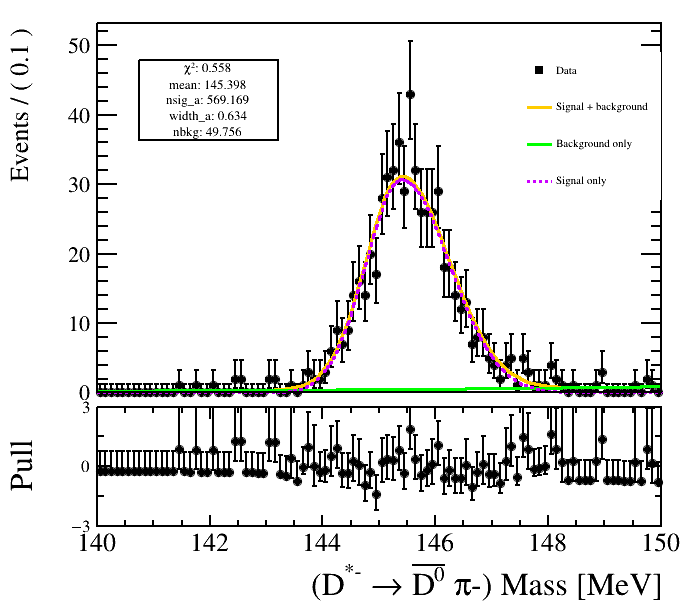 Events / ( 0.1 )
50
40
30
20
10
0
χ²: 0.558
mean: 145.398
nsig_a: 569.169
width_a: 0.634
nbkg: 49.756
Data
Signal + background
Background only
Signal only
Pull
3
0
−3
140 142 144 146 148 150
(D*- → D̅⁰ π-) Mass [MeV]